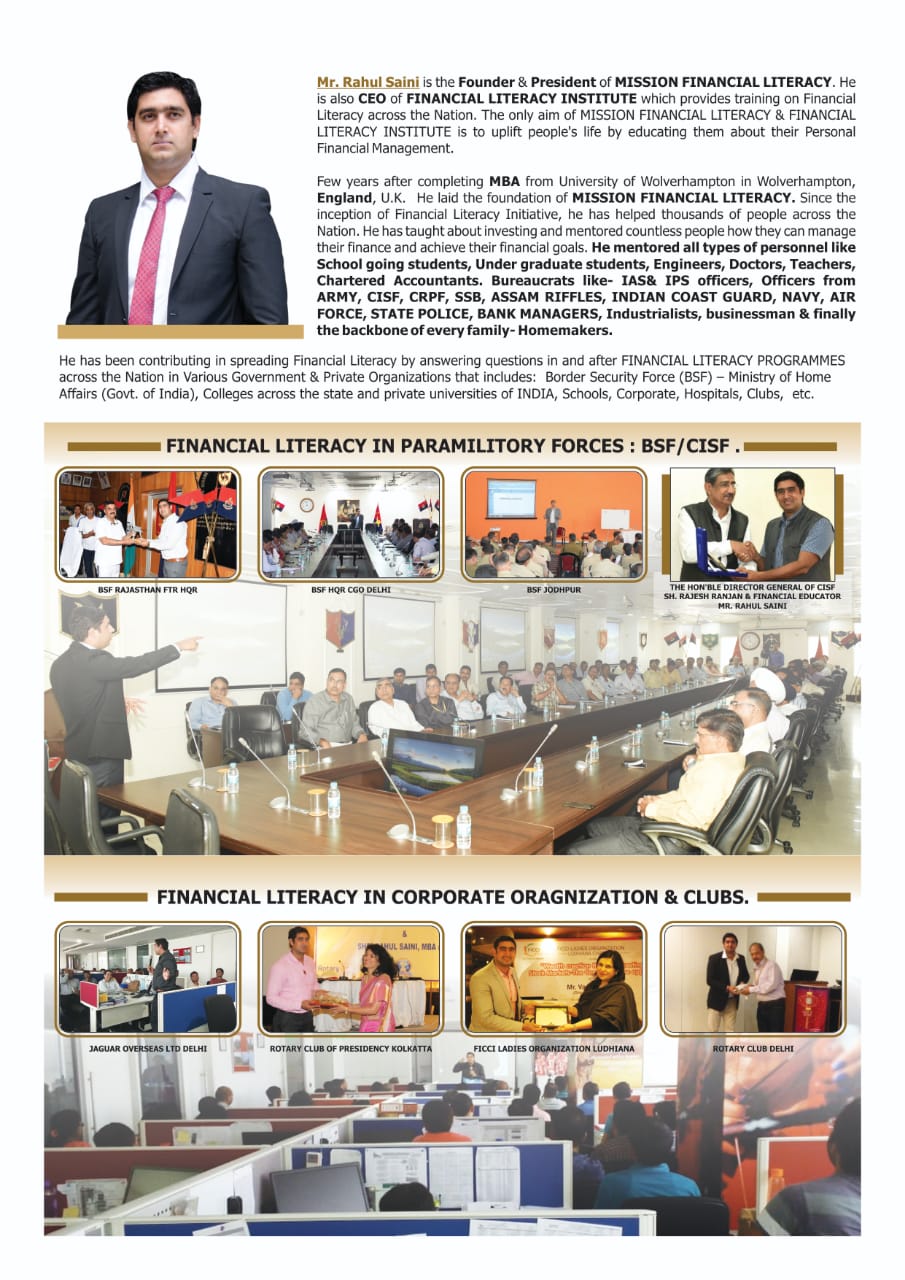 Mr. Rahul Saini is the Founder & President of MISSION FINANCIAL LITERACY. He
is also CEO of FINANCIAL LITERACY INSTITUTE which provides training on Financial
Literacy across the Nation. The only aim of MISSION FINANCIAL LITERACY & FINANCIAL
LITERACY INSTITUTE is to uplift people's life by educating them about their Personal
Financial Management.
Few years after completing MBA from University of Wolverhampton in Wolverhampton,
England, U.K. He laid the foundation of MISSION FINANCIAL LITERACY. Since the
inception of Financial Literacy Initiative, he has helped thousands of people across the
Nation. He has taught about investing and mentored countless people how they can manage
their finance and achieve their financial goals. He mentored all types of personnel like
School going students, Under graduate students, Engineers, Doctors, Teachers,
Chartered Accountants. Bureaucrats like- IAS& IPS officers, Officers from
ARMY, CISF, CRPF, SSB, ASSAM RIFFLES, INDIAN COAST GUARD, NAVY, AIR
FORCE, STATE POLICE, BANK MANAGERS, Industrialists, businessman & finally
the backbone of every family- Homemakers.
He has been contributing in spreading Financial Literacy by answering questions in and after FINANCIAL LITERACY PROGRAMMES
across the Nation in Various Government & Private Organizations that includes: Border Security Force (BSF) – Ministry of Home
Affairs (Govt. of India), Colleges across the state and private universities of INDIA, Schools, Corporate, Hospitals, Clubs, etc.
FINANCIAL LITERACY IN PARAMILITORY FORCES : BSF/CISF .
BSF RAJASTHAN FTR HQR
BSF HQR CGO DELHI
BSF JODHPUR
THE HON'BLE DIRECTOR GENERAL OF CISF
SH. RAJESH RANJAN & FINANCIAL EDUCATOR
MR. RAHUL SAINI
FINANCIAL LITERACY IN CORPORATE ORAGNIZATION & CLUBS.
&
RAHUL SAINI, MBA
Rotary
FICCI
FICCI LADIES ORGANIZATION
LUDHIANA
Mr.
JAGUAR OVERSEAS LTD DELHI
ROTARY CLUB OF PRESIDENCY KOLKATTA
FICCI LADIES ORGANIZATION LUDHIANA
ROTARY CLUB DELHI